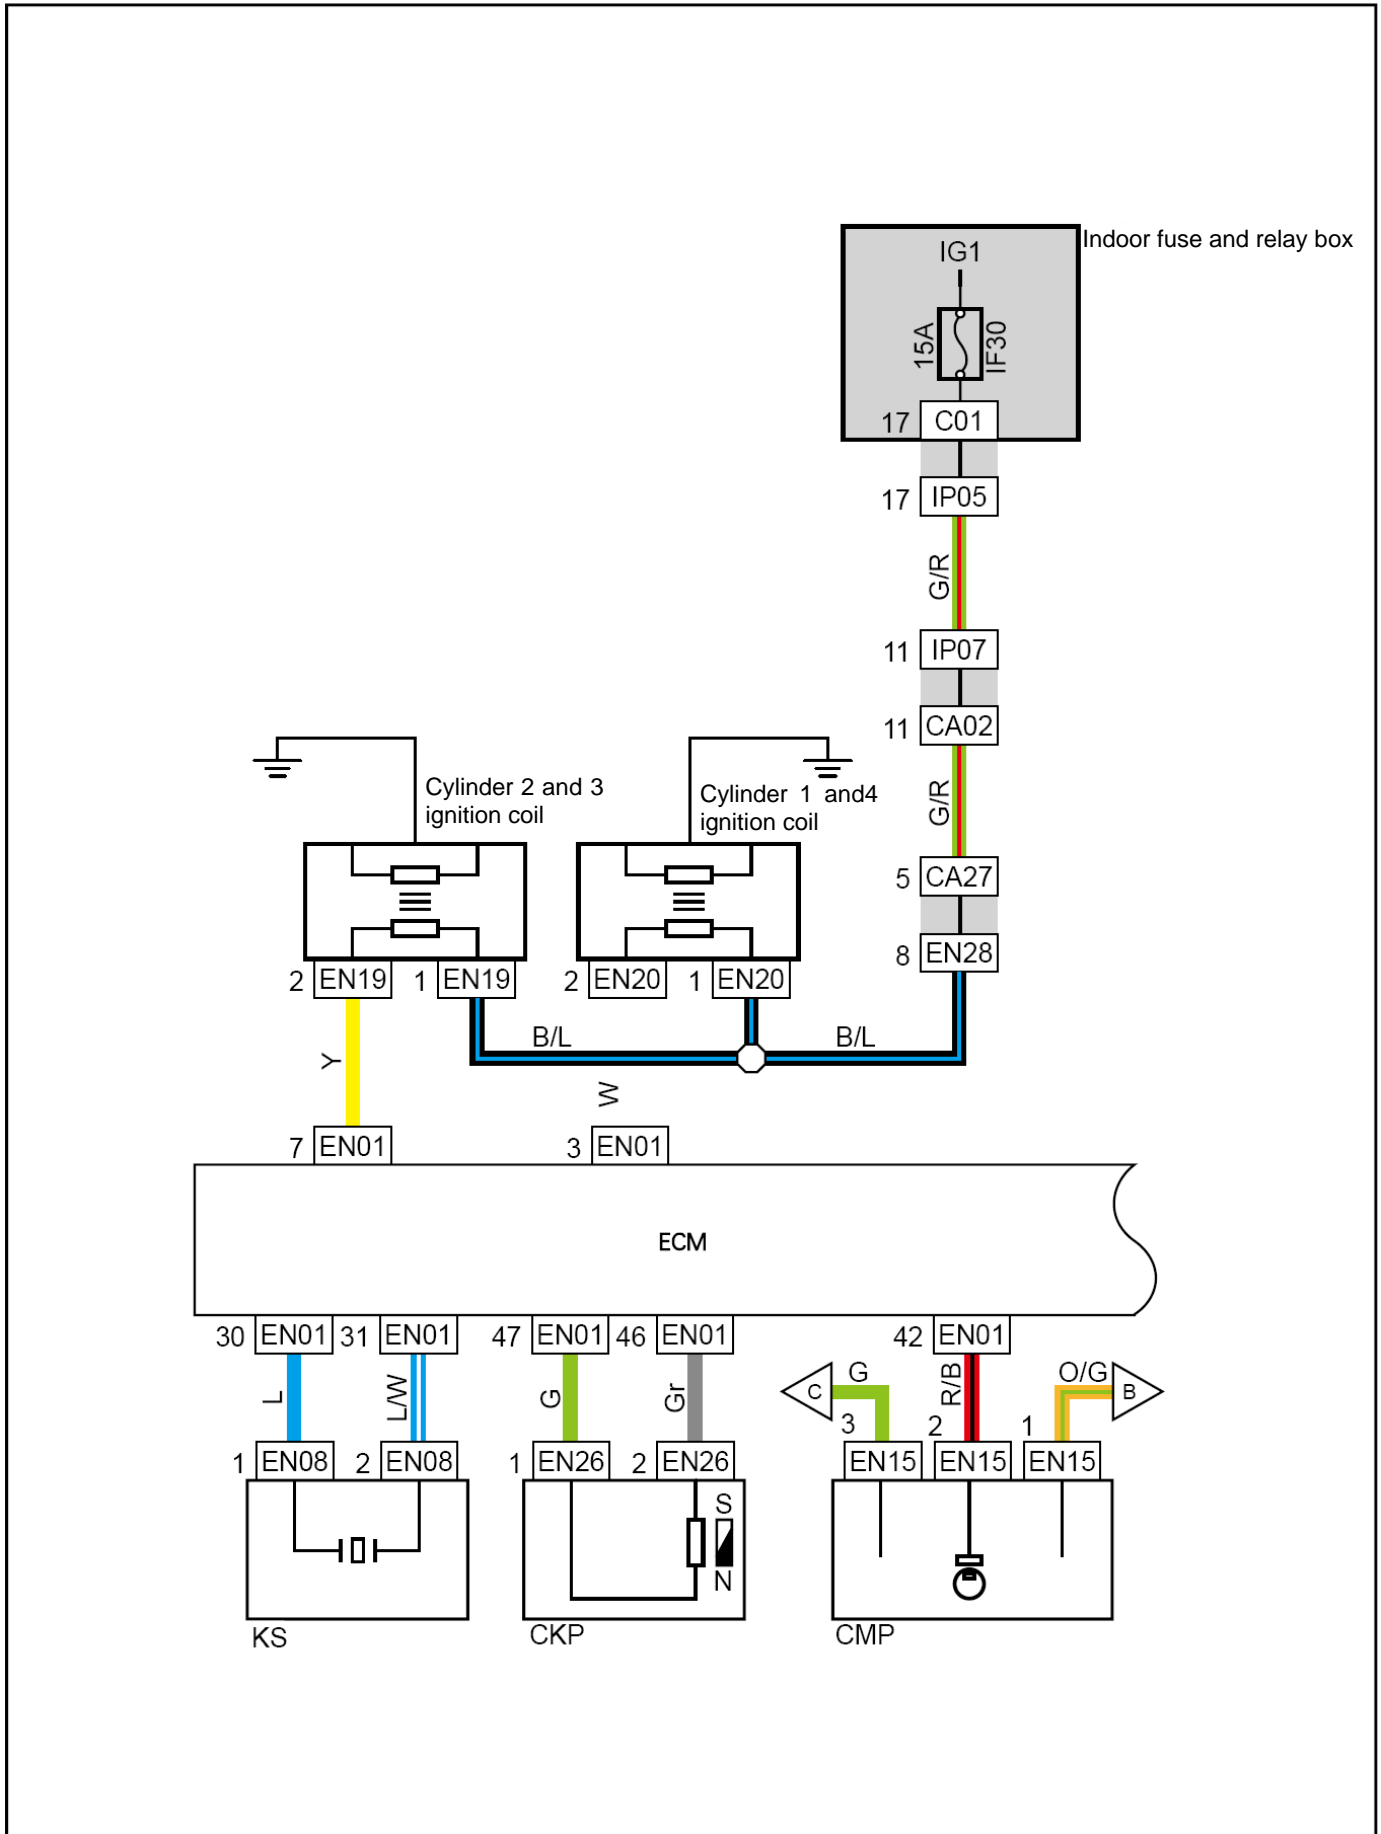 Indoor fuse and relay box
IG1
15A
IF30
17 C01
17 IP05
G/R
11 IP07
11 CA02
G/R
5 CA27
8 EN28
Cylinder 2 and 3
ignition coil
Cylinder 1 and4
ignition coil
2 EN19 1 EN19 2 EN20 1 EN20
B/L B/L
Y
W
7 EN01 3 EN01
ECM
30 EN01 31 EN01 47 EN01 46 EN01 42 EN01
L L/W G Gr C G R/B O/G B
3 2 1
1 EN08 2 EN08 1 EN26 2 EN26 EN15 EN15 EN15
S
N
KS CKP CMP